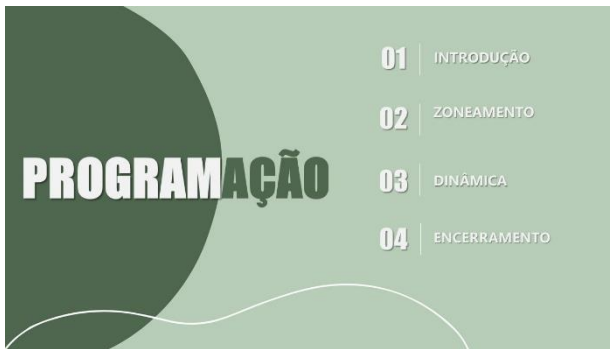 PROGRAMAÇÃO
01 INTRODUÇÃO
02 ZONEAMENTO
03 DINÂMICA
04 ENCERRAMENTO